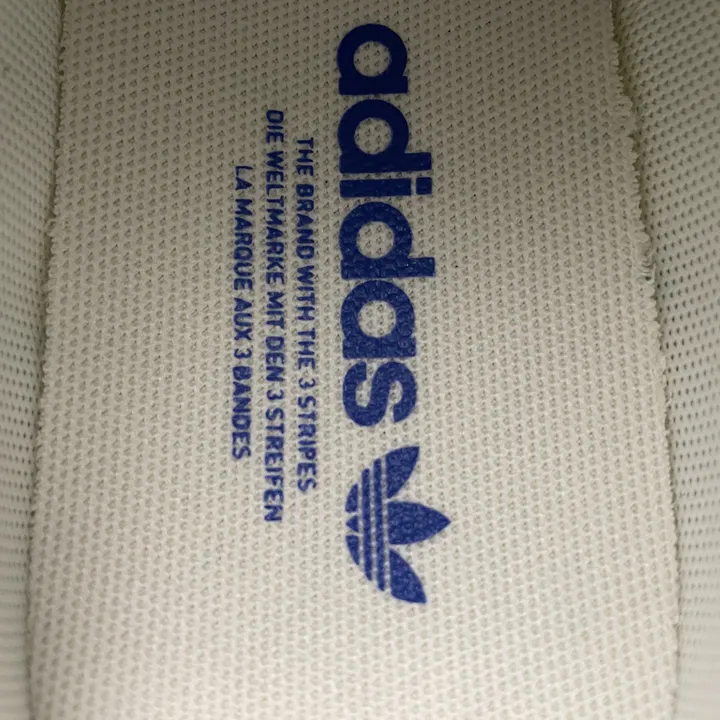 adidas
THE BRAND WITH THE 3 STRIPES
DIE WELTMARKE MIT DEN 3 STREIFEN
LA MARQUE AUX 3 BANDES